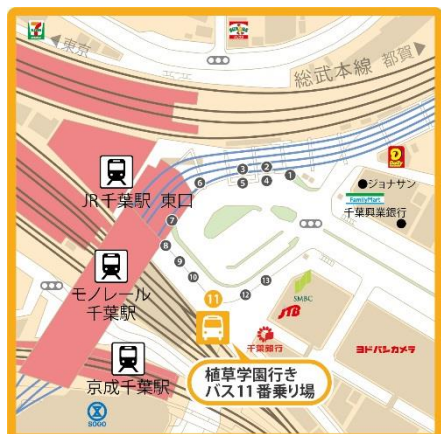 7
東京
総武本線 都賀
3
2
5
4
1
6
JR千葉駅 東口
ジョナサン
FamilyMart
千葉興業銀行
7
8
9
10
モノレール
千葉駅
11
12
13
SMBC
JTB
千葉銀行
ヨドバシカメラ
京成千葉駅
植草学園行き
バス11番乗り場
SOGO